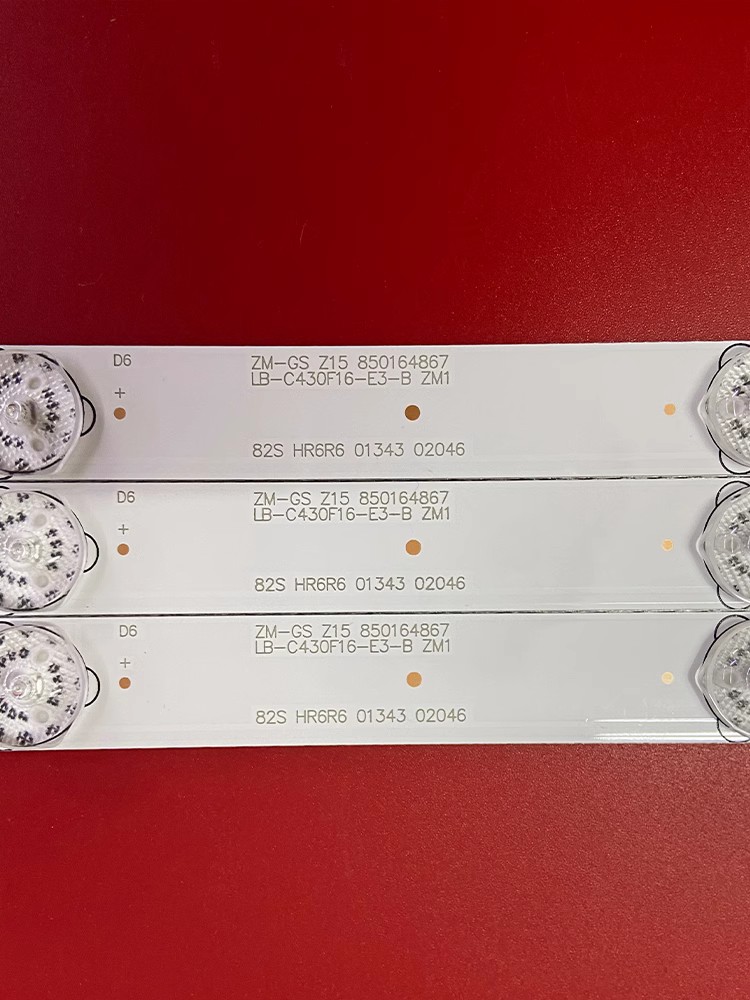 D6
ZM-GS Z15 850164867
LB-C430F16-E3-B ZM1
+
82S HR6R6 01343 02046
D6
ZM-GS Z15 850164867
LB-C430F16-E3-B ZM1
+
82S HR6R6 01343 02046
D6
ZM-GS Z15 850164867
LB-C430F16-E3-B ZM1
+
82S HR6R6 01343 02046